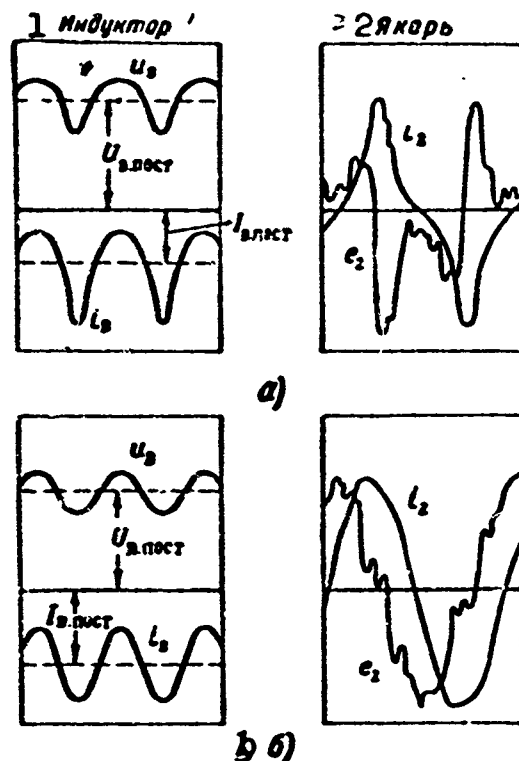 1 Индуктор 2 Якорь
u_в
i_2
U_в.пост
I_в.пост
e_2
i_в
а)
u_в
i_2
U_в.пост
I_в.пост
i_в
e_2
b б)